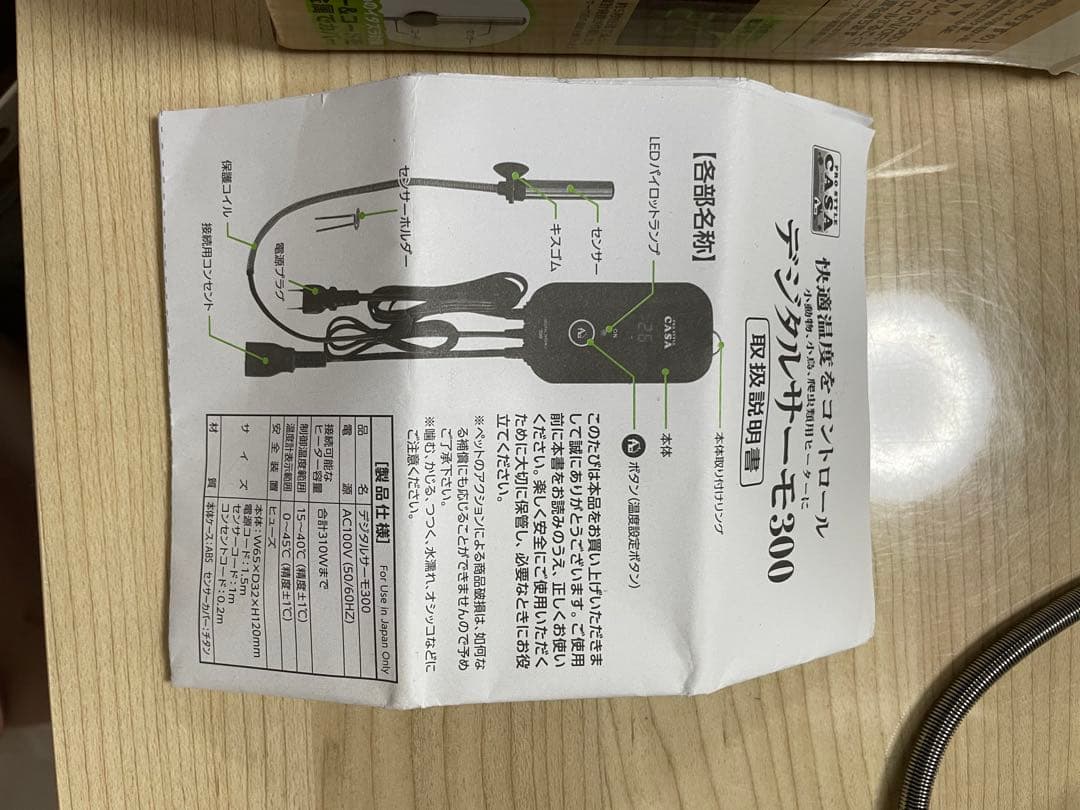 PRO STYLE
CASA
快適温度をコントロール
小動物、小鳥、爬虫類用ヒーターに
デジタルサーモ300
取扱説明書
【各部名称】
LEDパイロットランプ
センサー
キスゴム
センサーホルダー
電源プラグ
保護コイル
接続用コンセント
本体取り付けリング
本体
ボタン(温度設定ボタン)
PRO STYLE
CASA
26
ON
このたびは本品をお買い上げいただきま
して誠にありがとうございます。ご使用
前に本書をお読みのうえ、正しくお使い
ください。楽しく安全にご使用いただく
ために大切に保管し、必要なときにお役
立てください。
※ペットのアクションによる商品破損は、如何な
る補償にも応じることができませんので予め
ご了承下さい。
※噛む、かじる、つつく、水濡れ、オシッコなどに
ご注意ください。
[製品仕様] For Use in Japan Only
品名 デジタルサーモ300
電源 AC100V(50/60HZ)
接続可能な
ヒーター容量 合計310Wまで
制御温度範囲 15~40℃(精度±1℃)
温度計表示範囲 0~45℃(精度±1℃)
安全装置 ヒューズ
サイズ 本体:W65×D32×H120mm
電源コード:1.5m
センサーコード:1m
コンセントコード:0.2m
材質 本体ケース:ABS センサーカバー:チタン